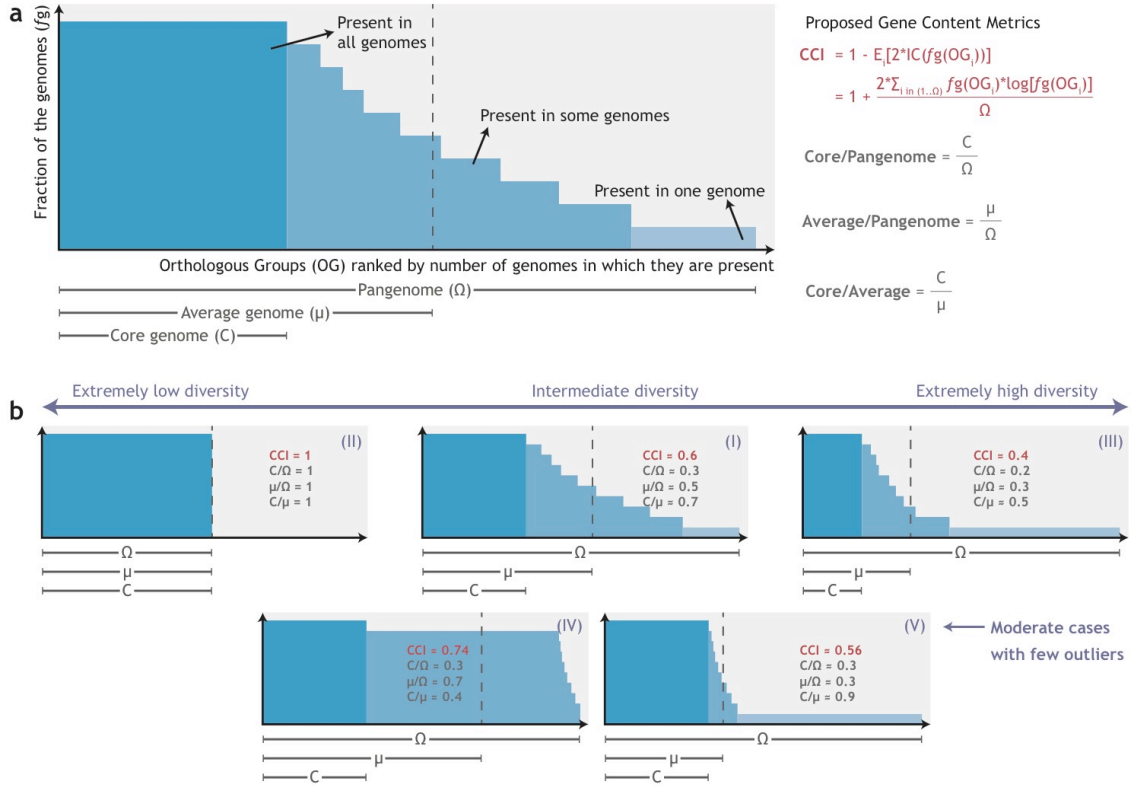 a
Fraction of the genomes (ƒg)
Present in
all genomes
Present in some genomes
Present in one genome
Orthologous Groups (OG) ranked by number of genomes in which they are present
Pangenome (Ω)
Average genome (μ)
Core genome (C)
Proposed Gene Content Metrics
CCI = 1 - Eᵢ[2*IC(ƒg(OGᵢ))]
= 1 + 2*Σ i in (1..Ω) ƒg(OGᵢ)*log[ƒg(OGᵢ)]
Ω
Core/Pangenome = C
Ω
Average/Pangenome = μ
Ω
Core/Average = C
μ
b
Extremely low diversity
Intermediate diversity
Extremely high diversity
(II)
CCI = 1
C/Ω = 1
μ/Ω = 1
C/μ = 1
Ω
μ
C
(I)
CCI = 0.6
C/Ω = 0.3
μ/Ω = 0.5
C/μ = 0.7
Ω
μ
C
(III)
CCI = 0.4
C/Ω = 0.2
μ/Ω = 0.3
C/μ = 0.5
Ω
μ
C
(IV)
CCI = 0.74
C/Ω = 0.3
μ/Ω = 0.7
C/μ = 0.4
Ω
μ
C
(V)
CCI = 0.56
C/Ω = 0.3
μ/Ω = 0.3
C/μ = 0.9
Ω
μ
C
Moderate cases
with few outliers